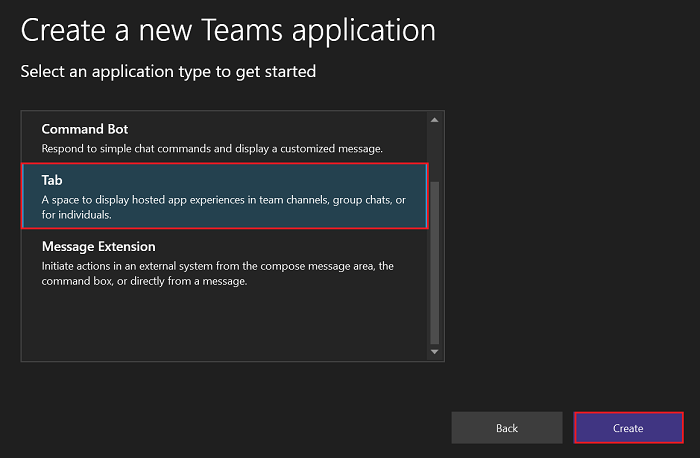 Create a new Teams application
Select an application type to get started
Command Bot
Respond to simple chat commands and display a customized message.
Tab
A space to display hosted app experiences in team channels, group chats, or
for individuals.
Message Extension
Initiate actions in an external system from the compose message area, the
command box, or directly from a message.
Back
Create